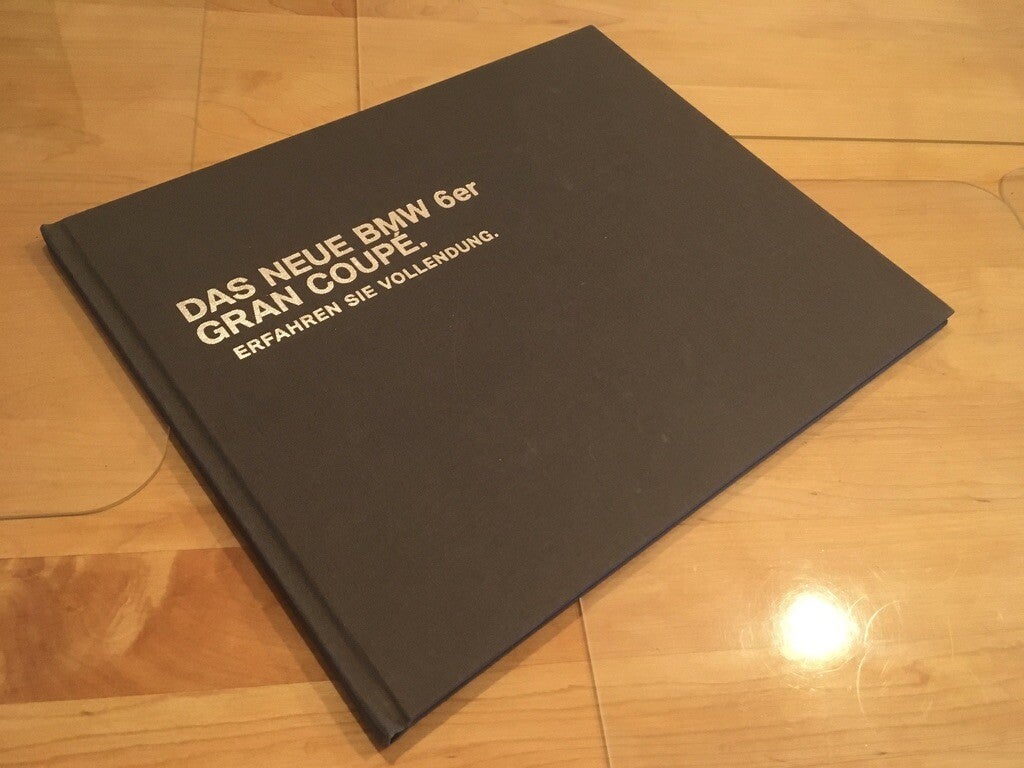 DAS NEUE BMW 6er
GRAN COUPÉ.
ERFAHREN SIE VOLLENDUNG.